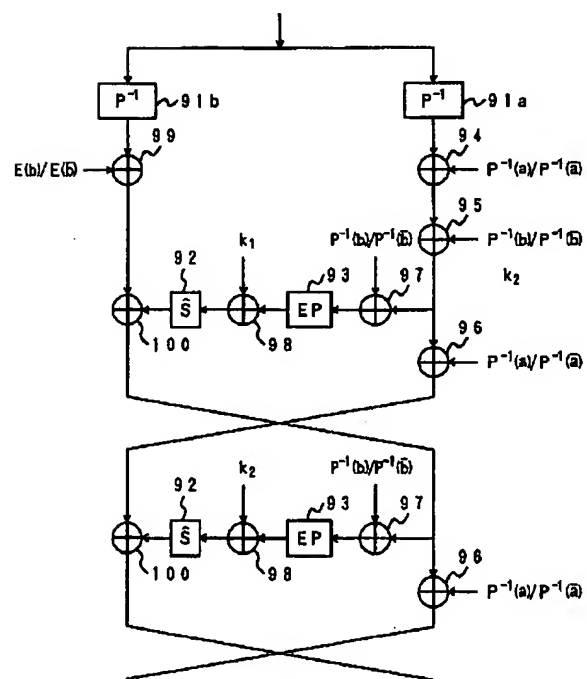 P⁻¹ 91b P⁻¹ 91a
99 94
E(b)/E(b̄) P⁻¹(a)/P⁻¹(ā)
95
k₁ P⁻¹(b)/P⁻¹(b̄) P⁻¹(b)/P⁻¹(b̄)
92 93 97 k₂
Ŝ EP
100 98 96
P⁻¹(a)/P⁻¹(ā)
k₂ P⁻¹(b)/P⁻¹(b̄)
92 93 97
Ŝ EP
100 98 96
P⁻¹(a)/P⁻¹(ā)